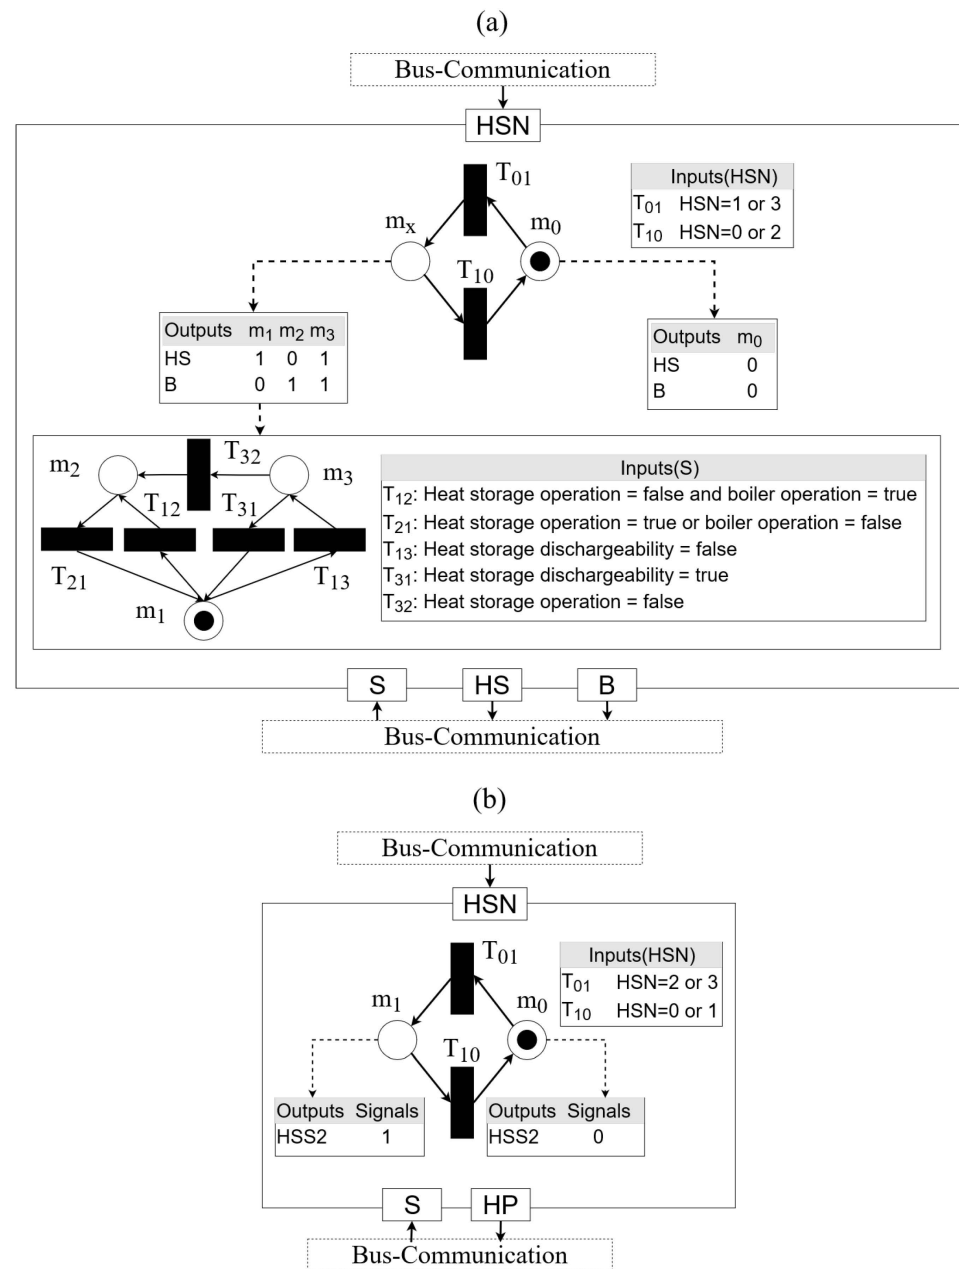 (a)
Bus-Communication
HSN
T01
Inputs(HSN)
T01 HSN=1 or 3
T10 HSN=0 or 2
mx
m0
T10
Outputs m1 m2 m3
HS 1 0 1
B 0 1 1
Outputs m0
HS 0
B 0
T32
m2
m3
T12
T31
T21
T13
m1
Inputs(S)
T12: Heat storage operation = false and boiler operation = true
T21: Heat storage operation = true or boiler operation = false
T13: Heat storage dischargeability = false
T31: Heat storage dischargeability = true
T32: Heat storage operation = false
S
HS
B
Bus-Communication
(b)
Bus-Communication
HSN
T01
Inputs(HSN)
T01 HSN=2 or 3
T10 HSN=0 or 1
m1
m0
T10
Outputs Signals
HSS2 1
Outputs Signals
HSS2 0
S
HP
Bus-Communication